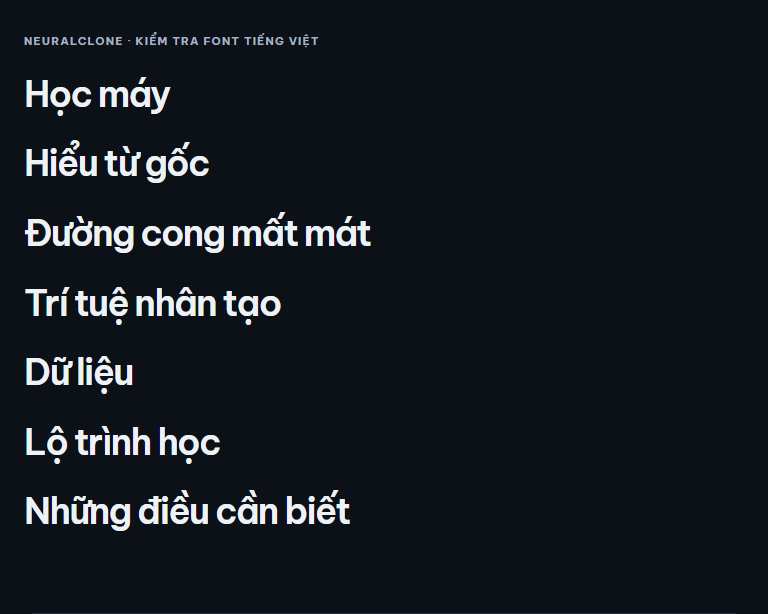 NEURALCLONE · KIỂM TRA FONT TIẾNG VIỆT
Học máy
Hiểu từ gốc
Đường cong mất mát
Trí tuệ nhân tạo
Dữ liệu
Lộ trình học
Những điều cần biết